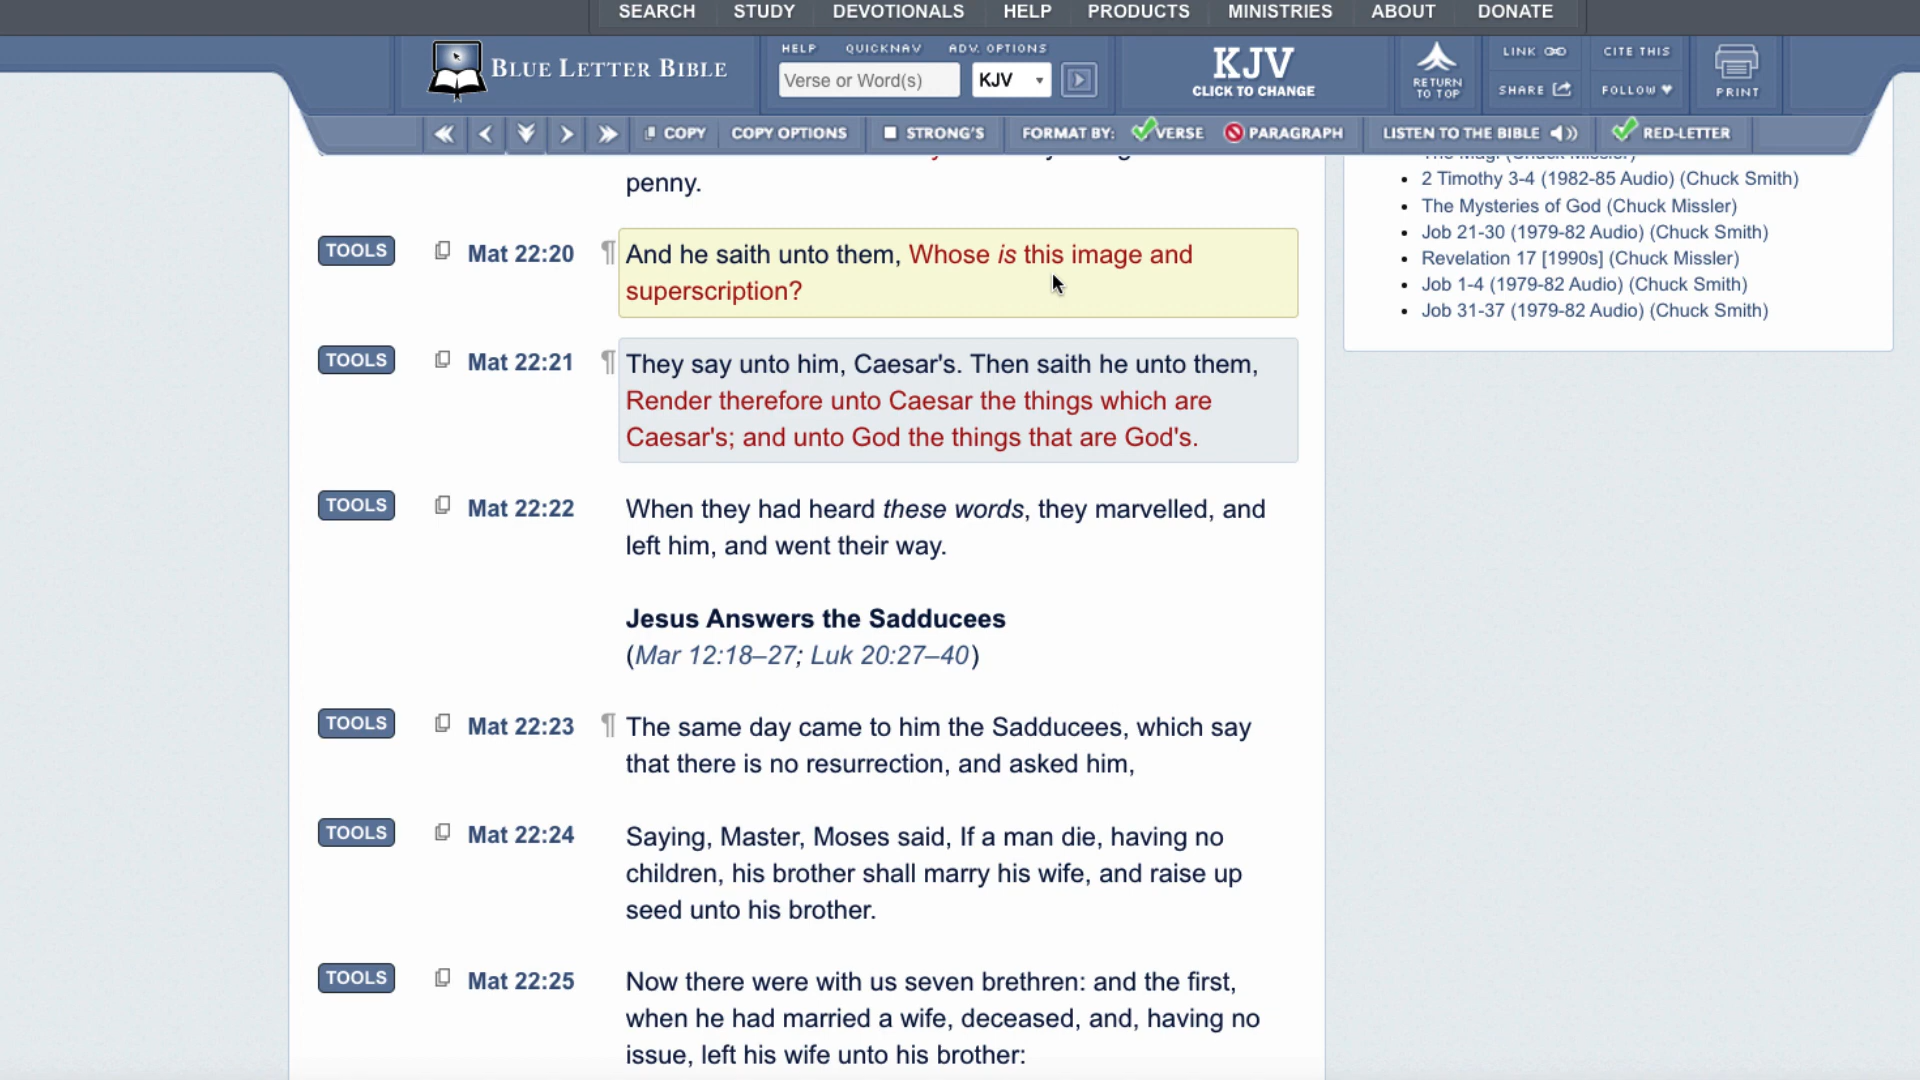 SEARCH STUDY DEVOTIONALS HELP PRODUCTS MINISTRIES ABOUT DONATE
BLUE LETTER BIBLE
HELP QUICKNAV ADV. OPTIONS
Verse or Word(s) KJV
KJV
CLICK TO CHANGE
RETURN
TO TOP
LINK
SHARE
CITE THIS
FOLLOW
PRINT
COPY COPY OPTIONS STRONG'S FORMAT BY: VERSE PARAGRAPH LISTEN TO THE BIBLE RED-LETTER
penny.
TOOLS Mat 22:20 ¶ And he saith unto them, Whose is this image and
superscription?
TOOLS Mat 22:21 ¶ They say unto him, Caesar's. Then saith he unto them,
Render therefore unto Caesar the things which are
Caesar's; and unto God the things that are God's.
TOOLS Mat 22:22 When they had heard these words, they marvelled, and
left him, and went their way.
Jesus Answers the Sadducees
(Mar 12:18–27; Luk 20:27–40)
TOOLS Mat 22:23 ¶ The same day came to him the Sadducees, which say
that there is no resurrection, and asked him,
TOOLS Mat 22:24 Saying, Master, Moses said, If a man die, having no
children, his brother shall marry his wife, and raise up
seed unto his brother.
TOOLS Mat 22:25 Now there were with us seven brethren: and the first,
when he had married a wife, deceased, and, having no
issue, left his wife unto his brother:
The Magi (Chuck Missler)
• 2 Timothy 3-4 (1982-85 Audio) (Chuck Smith)
• The Mysteries of God (Chuck Missler)
• Job 21-30 (1979-82 Audio) (Chuck Smith)
• Revelation 17 [1990s] (Chuck Missler)
• Job 1-4 (1979-82 Audio) (Chuck Smith)
• Job 31-37 (1979-82 Audio) (Chuck Smith)